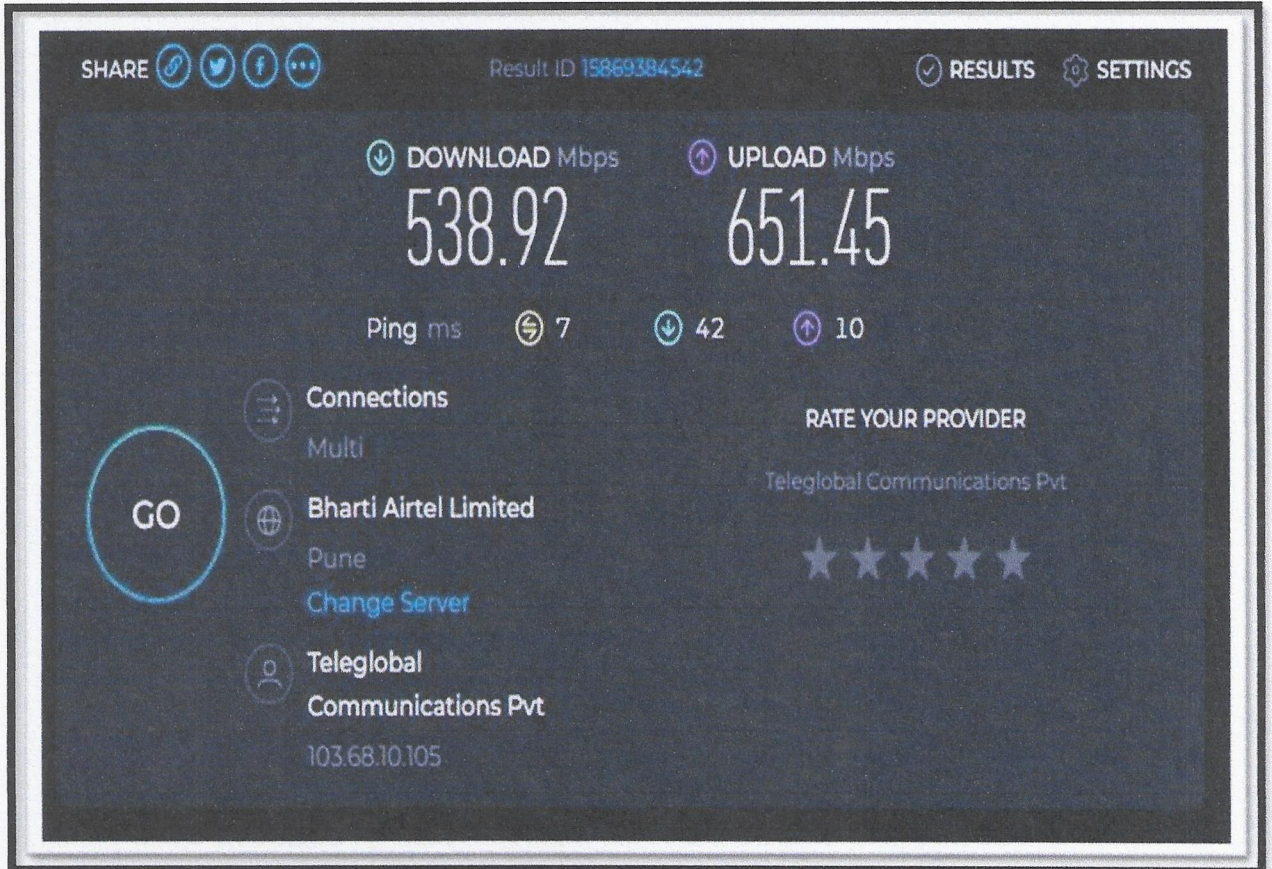 SHARE
Result ID 15869384542
RESULTS
SETTINGS
DOWNLOAD Mbps
UPLOAD Mbps
538.92
651.45
Ping ms
7
42
10
Connections
Multi
Bharti Airtel Limited
Pune
Change Server
Teleglobal
Communications Pvt
103.68.10.105
GO
RATE YOUR PROVIDER
Teleglobal Communications Pvt